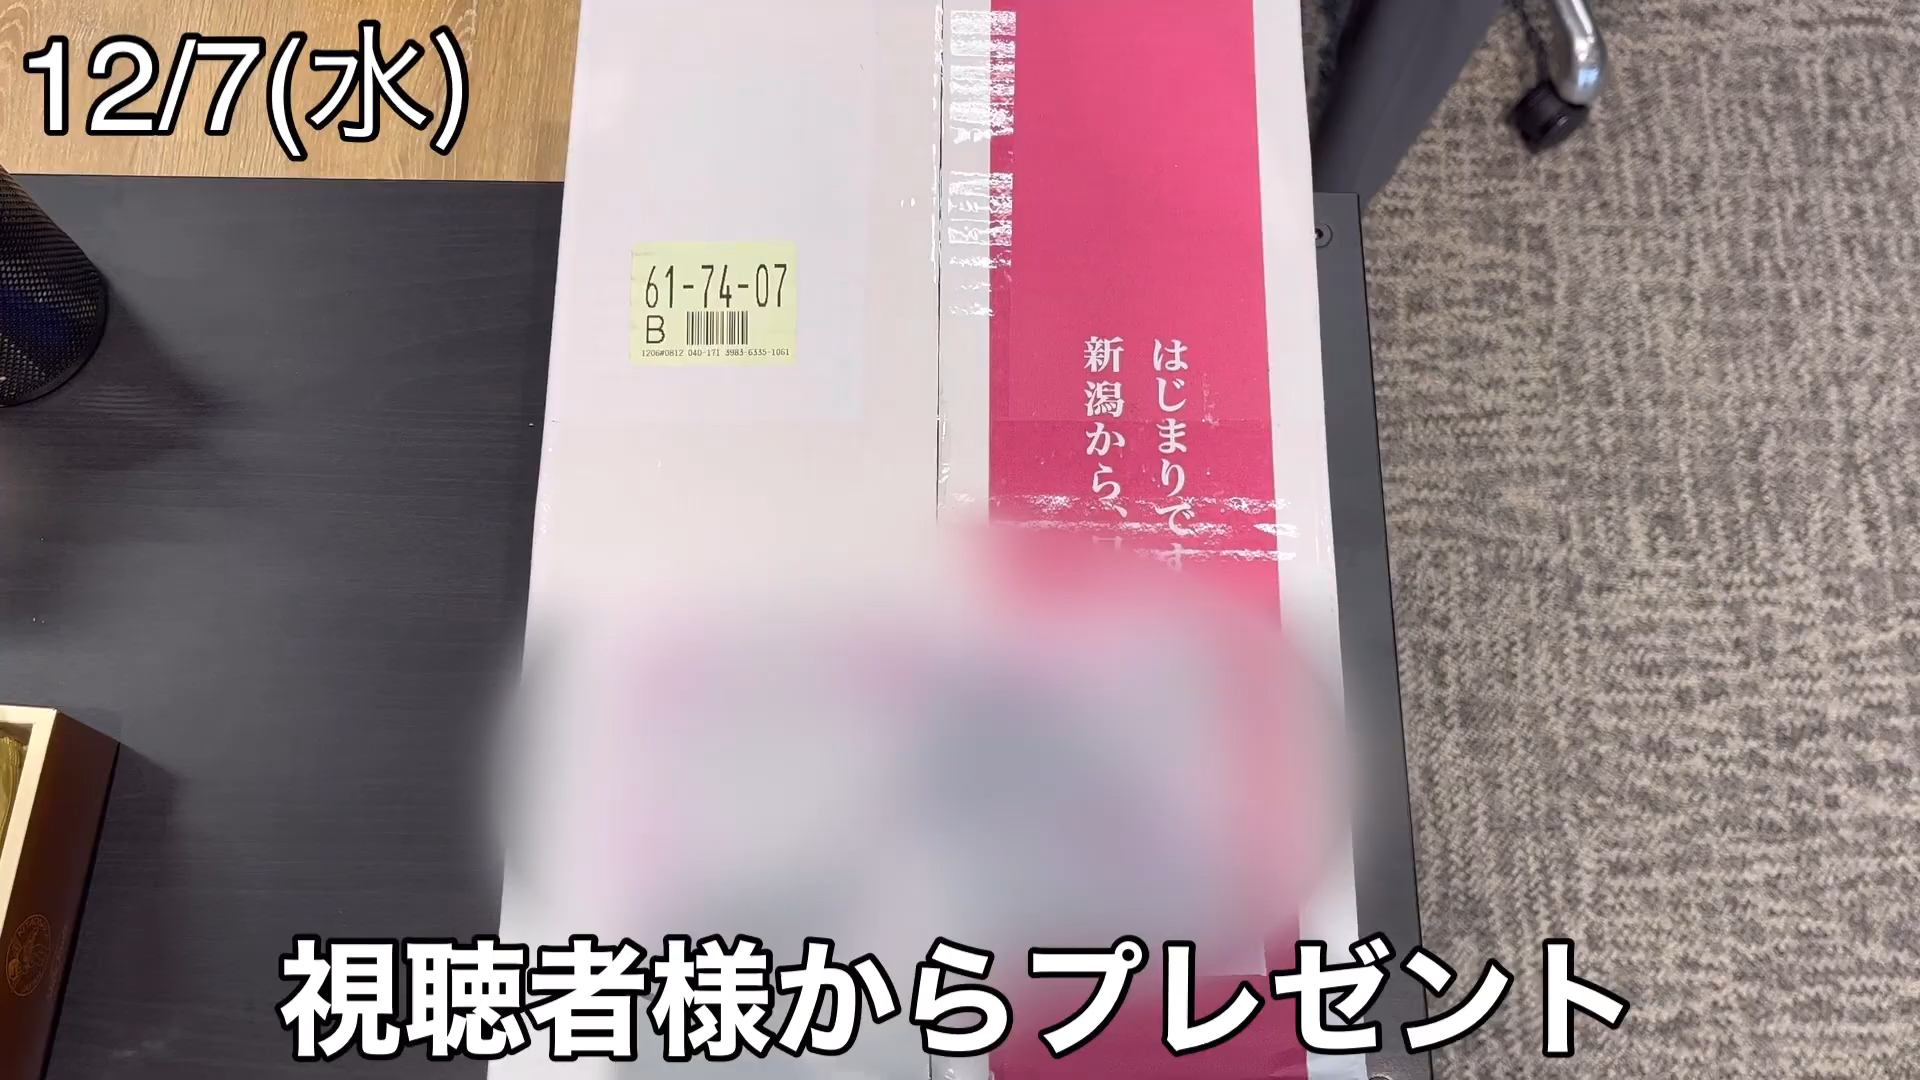 12/7(水)
61-74-07
B
1206#0812 040-171 3983-6335-1061
新潟から、
はじまりです
視聴者様からプレゼント